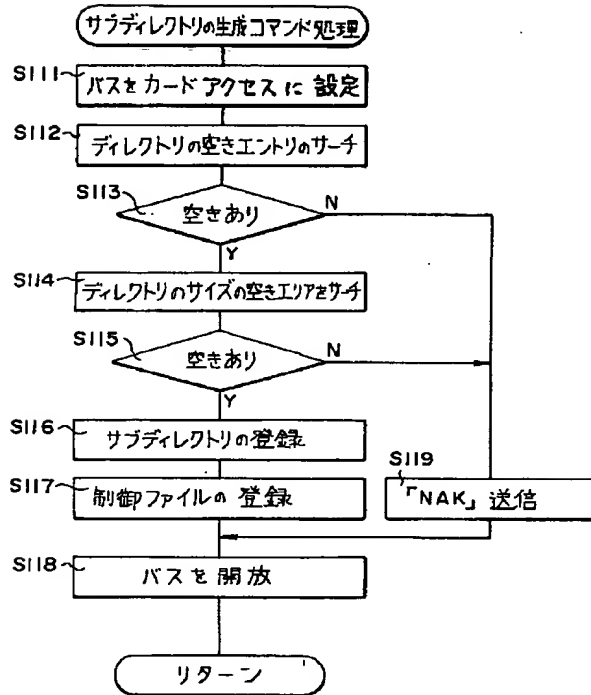 サブディレクトリの生成コマンド処理
S111
バスをカードアクセスに設定
S112
ディレクトリの空きエントリのサーチ
S113
空きあり
N
Y
S114
ディレクトリのサイズの空きエリアをサーチ
S115
空きあり
N
Y
S116
サブディレクトリの登録
S117
制御ファイルの登録
S119
「NAK」送信
S118
バスを開放
リターン